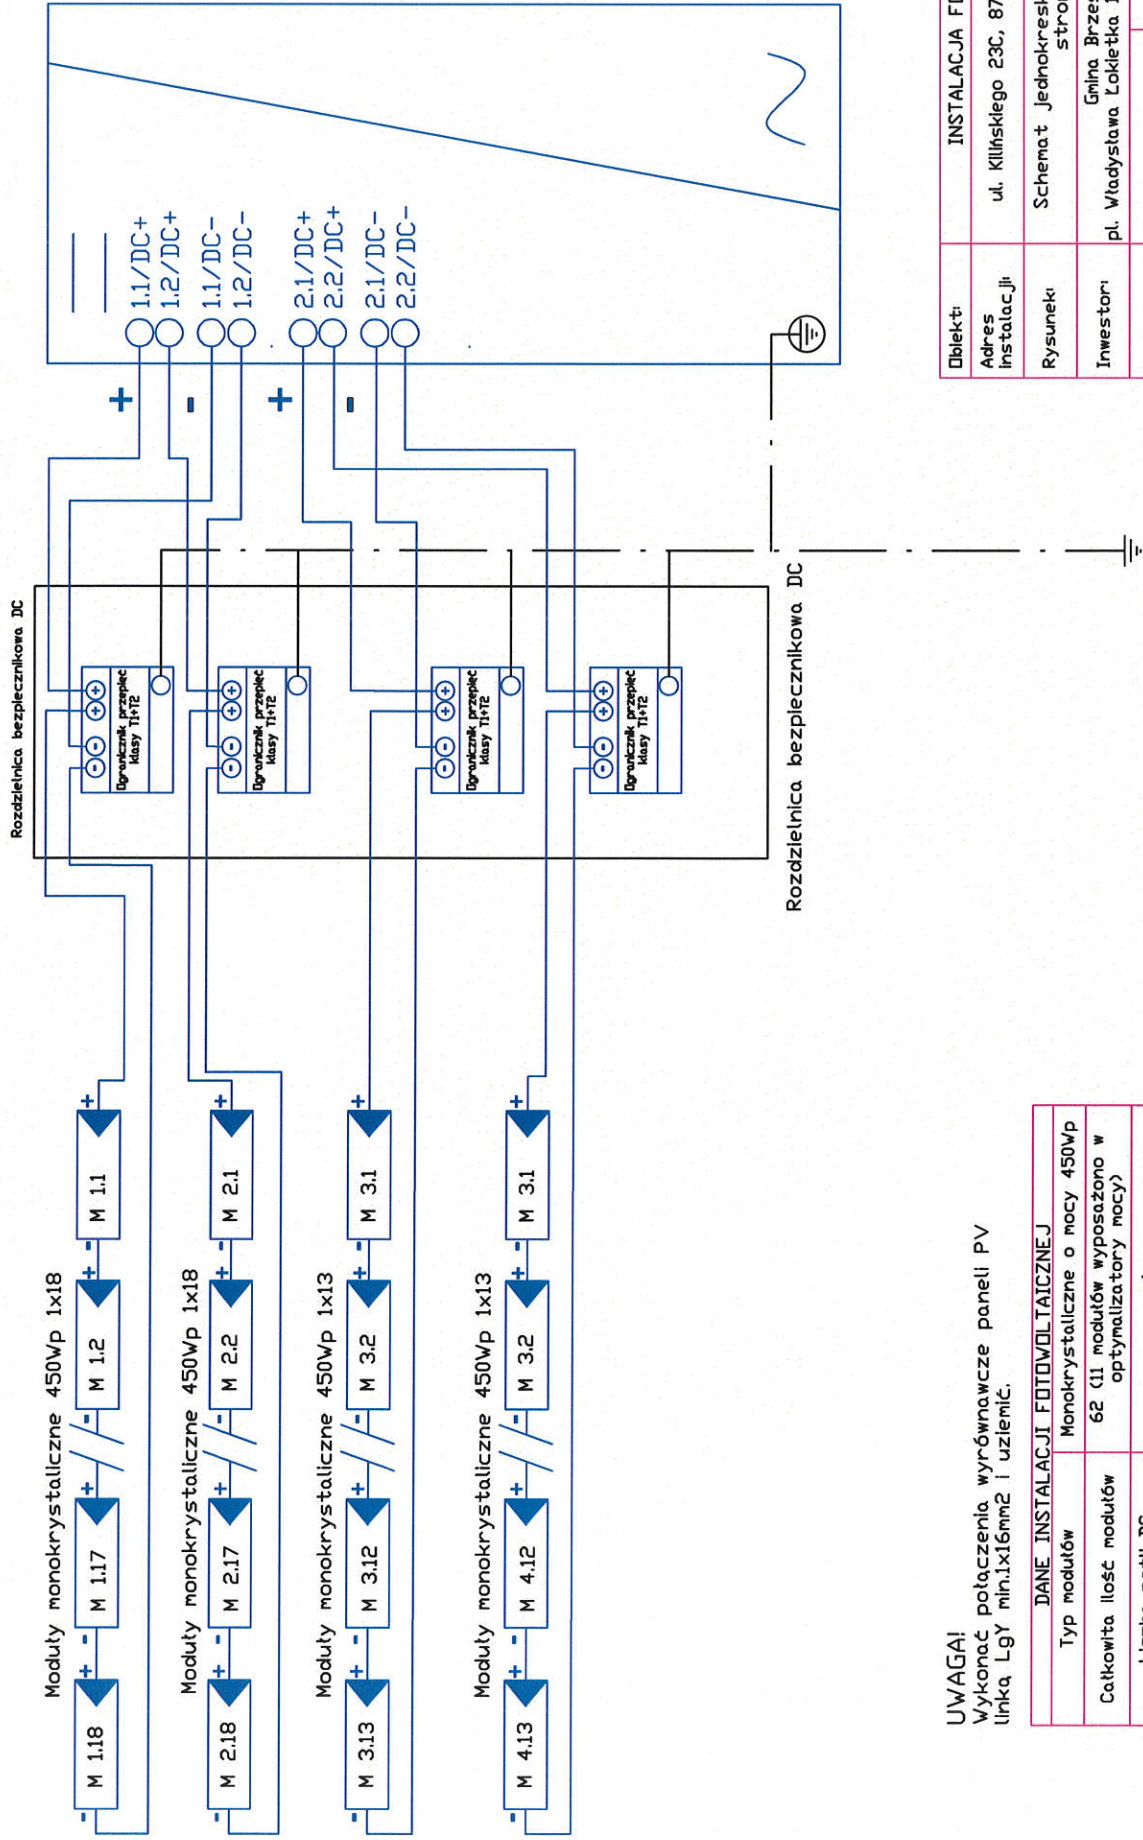 Rozdzielnica bezpiecznikowa DC
Moduły monokrystaliczne 450Wp 1x18
- M 1.18 + - M 1.17 + - M 1.2 + - M 1.1 +
Ogranicznik przepięć
klasy T1+T2
- - + +
Moduły monokrystaliczne 450Wp 1x18
- M 2.18 + - M 2.17 + - M 2.2 + - M 2.1 +
Ogranicznik przepięć
klasy T1+T2
- - + +
Moduły monokrystaliczne 450Wp 1x13
- M 3.13 + - M 3.12 + - M 3.2 + - M 3.1 +
Ogranicznik przepięć
klasy T1+T2
- - + +
Moduły monokrystaliczne 450Wp 1x13
- M 4.13 + - M 4.12 + - M 3.2 + - M 3.1 +
Ogranicznik przepięć
klasy T1+T2
- - + +
Rozdzielnica bezpiecznikowa DC
+
1.1/DC+
1.2/DC+
-
1.1/DC-
1.2/DC-
+
2.1/DC+
2.2/DC+
-
2.1/DC-
2.2/DC-
UWAGA!
Wykonać połączenia wyrównawcze paneli PV
linką LgY min.1x16mm2 i uziemić.
DANE INSTALACJI FOTOWOLTAICZNEJ
Typ modułów Monokrystaliczne o mocy 450Wp
Całkowita ilość modułów 62 (11 modułów wyposażono w
optymalizatory mocy)
Obiekt: INSTALACJA
Adres
instalacji: ul. Kilińskiego 23C, 87
Rysunek: Schemat jednokresk
stro
Inwestor: Gmina Brześ
pl. Władysława Łokietka 1